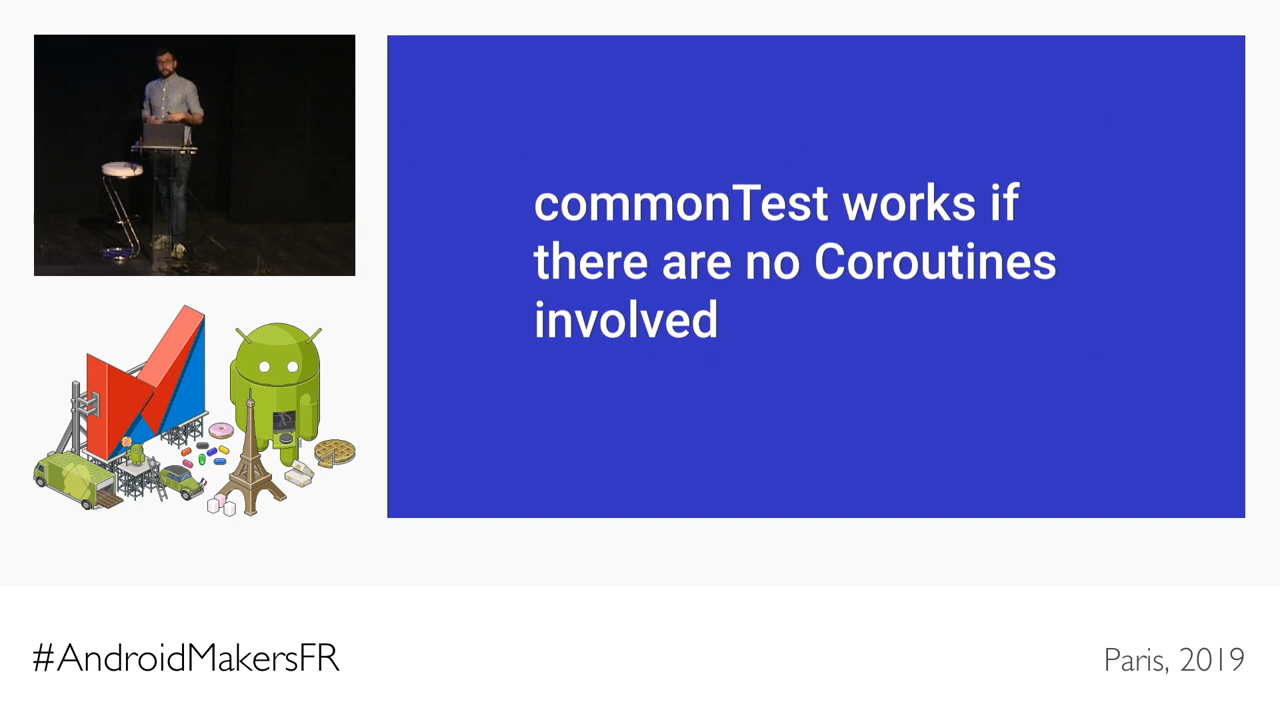 commonTest works if
there are no Coroutines
involved
#AndroidMakersFR
Paris, 2019